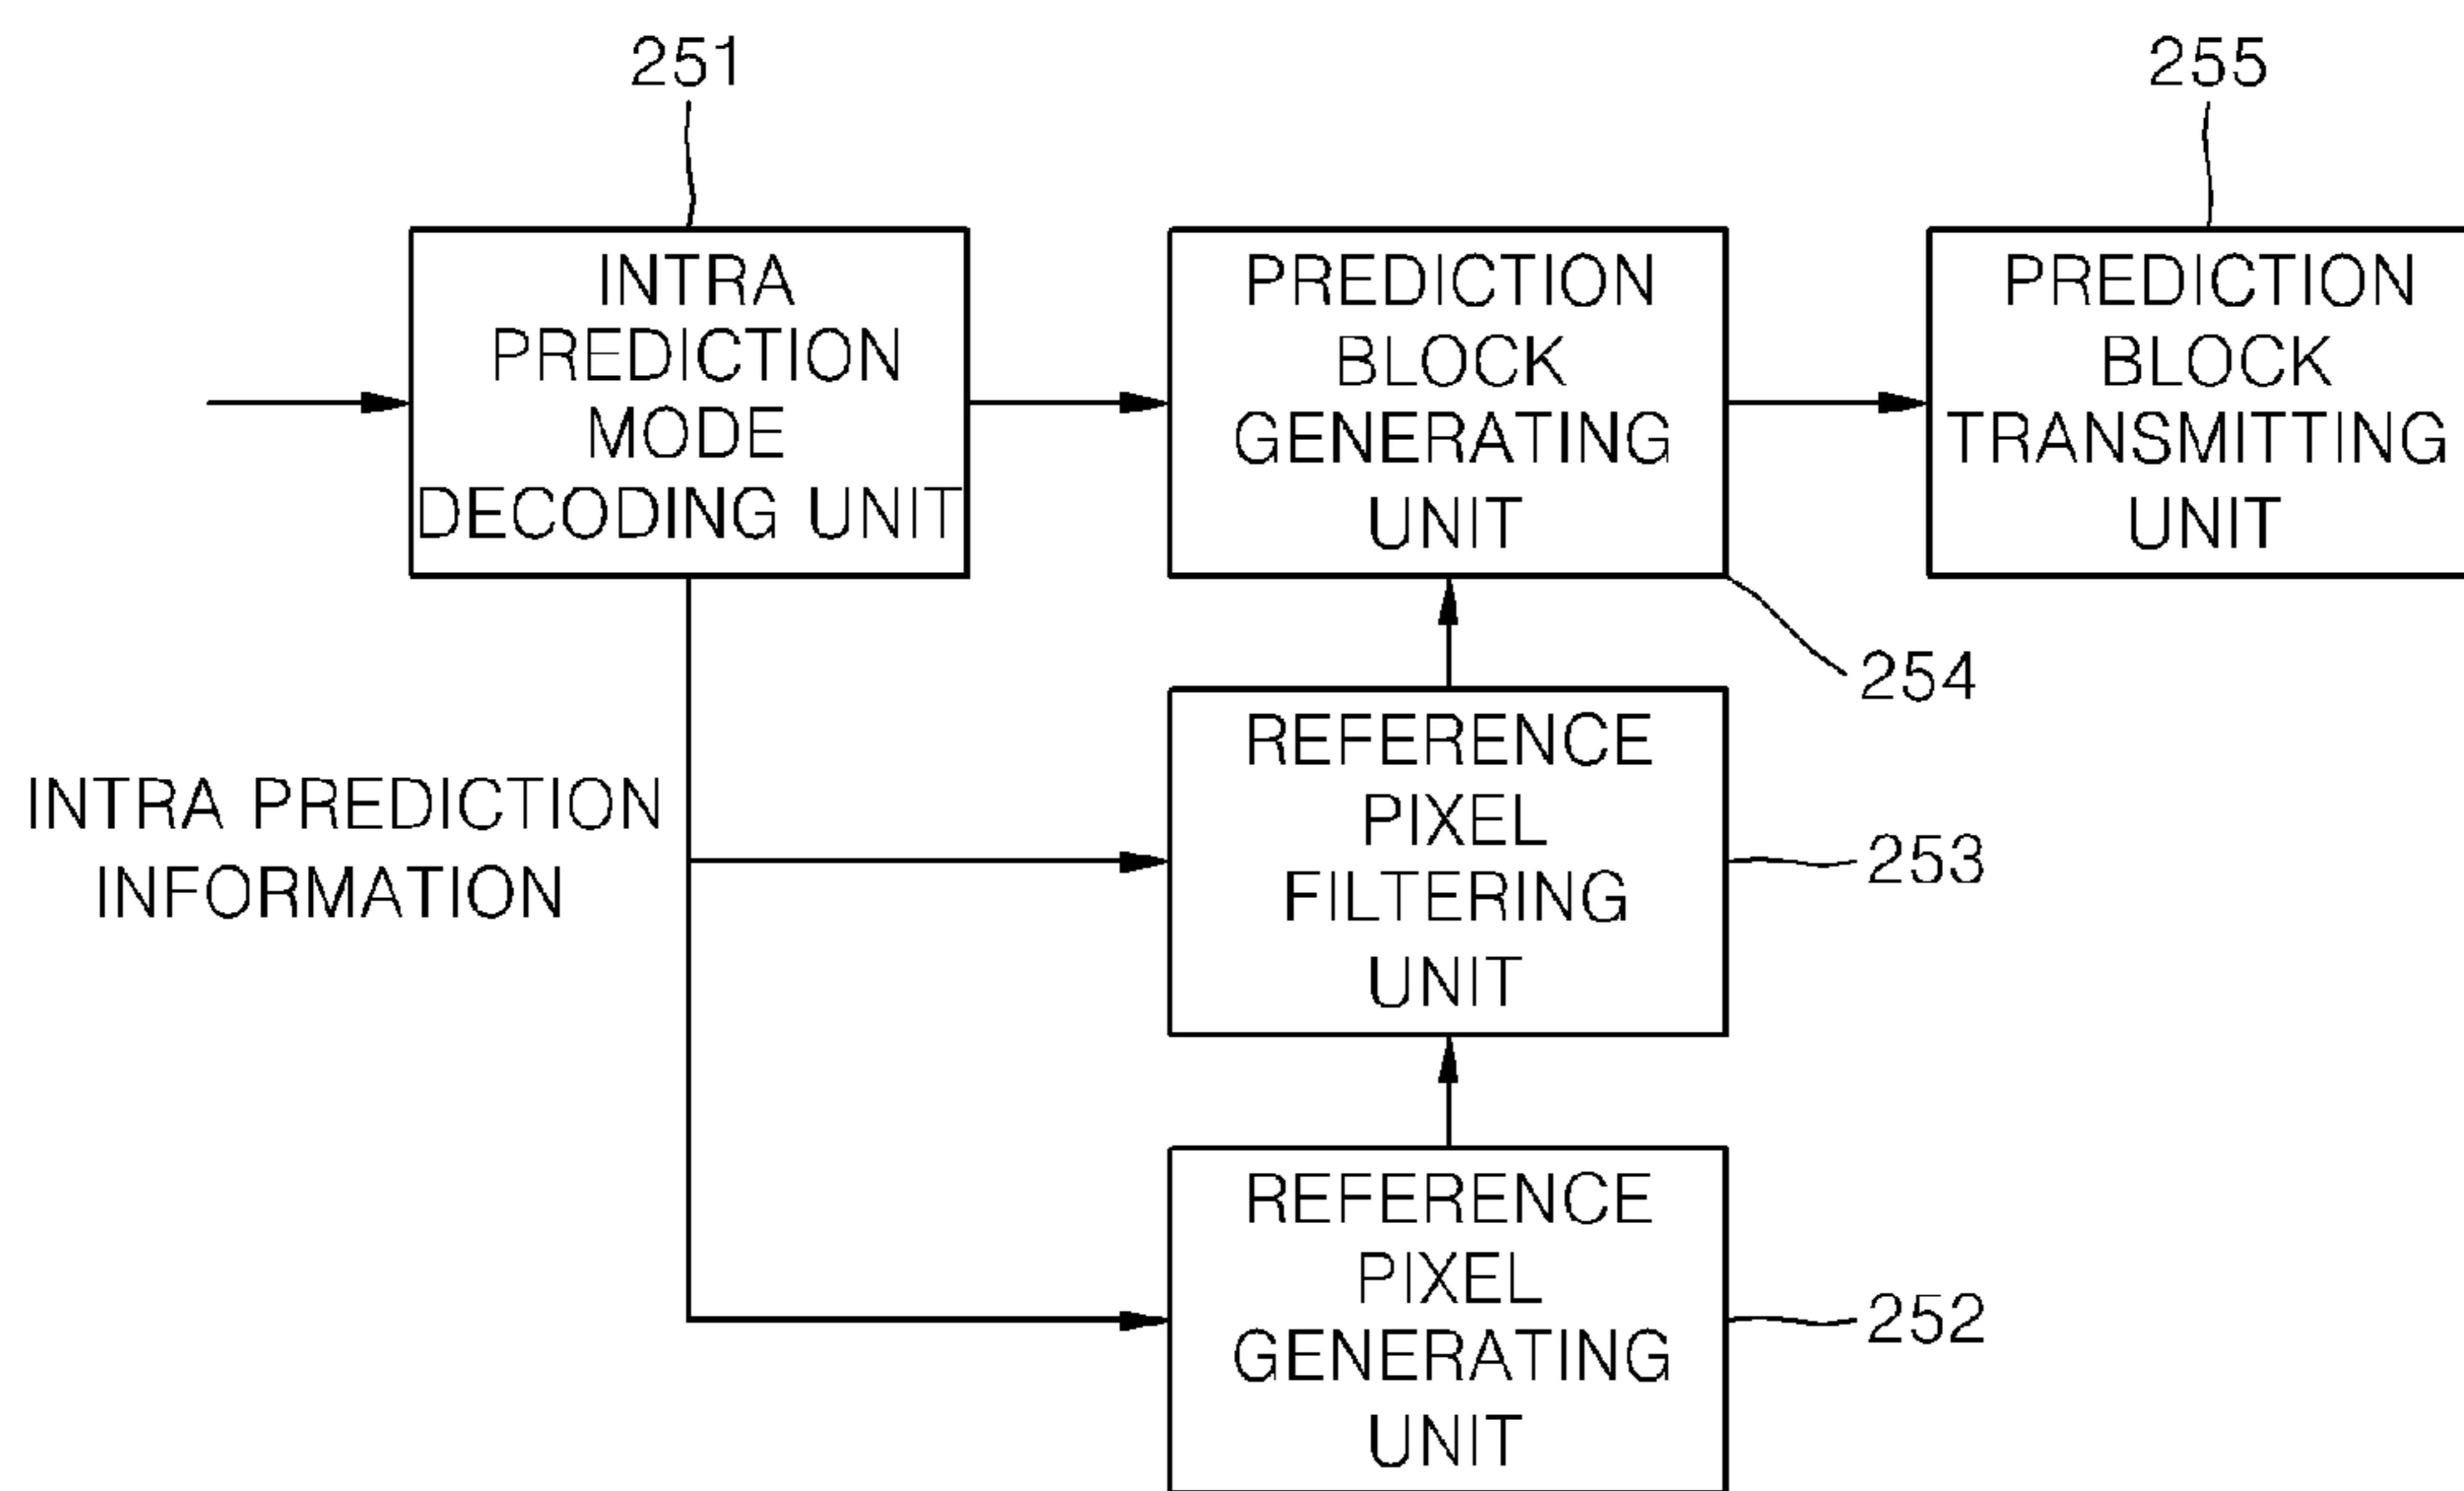 251
255
INTRA
PREDICTION
MODE
DECODING UNIT
PREDICTION
BLOCK
GENERATING
UNIT
PREDICTION
BLOCK
TRANSMITTING
UNIT
254
INTRA PREDICTION
INFORMATION
REFERENCE
PIXEL
FILTERING
UNIT
253
REFERENCE
PIXEL
GENERATING
UNIT
252